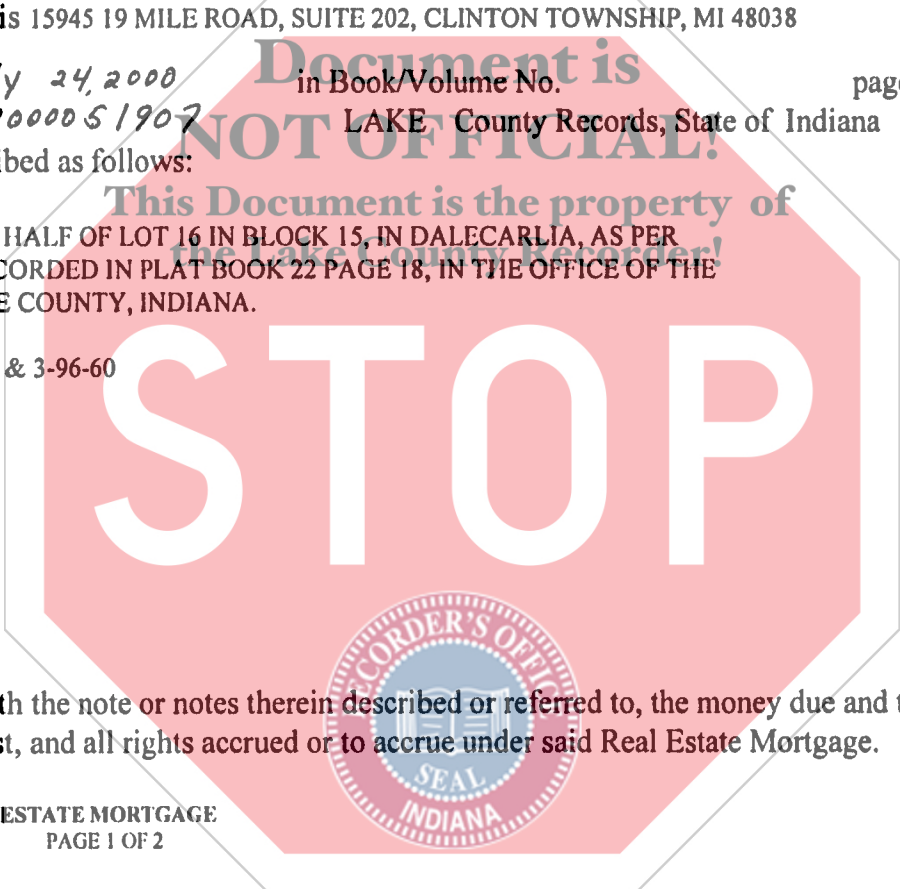 is 15945 19 MILE ROAD, SUITE 202, CLINTON TOWNSHIP, MI 48038
Document is
y 24, 2000 in Book/Volume No. page
000051907 LAKE County Records, State of Indiana
NOT OFFICIAL!
ibed as follows:
This Document is the property of
the Lake County Recorder!
HALF OF LOT 16 IN BLOCK 15, IN DALECARLIA, AS PER
CORDED IN PLAT BOOK 22 PAGE 18, IN THE OFFICE OF THE
E COUNTY, INDIANA.
& 3-96-60
STOP
RECORDER'S OFFICE
SEAL
INDIANA
th the note or notes therein described or referred to, the money due and t
st, and all rights accrued or to accrue under said Real Estate Mortgage.
ESTATE MORTGAGE
PAGE 1 OF 2